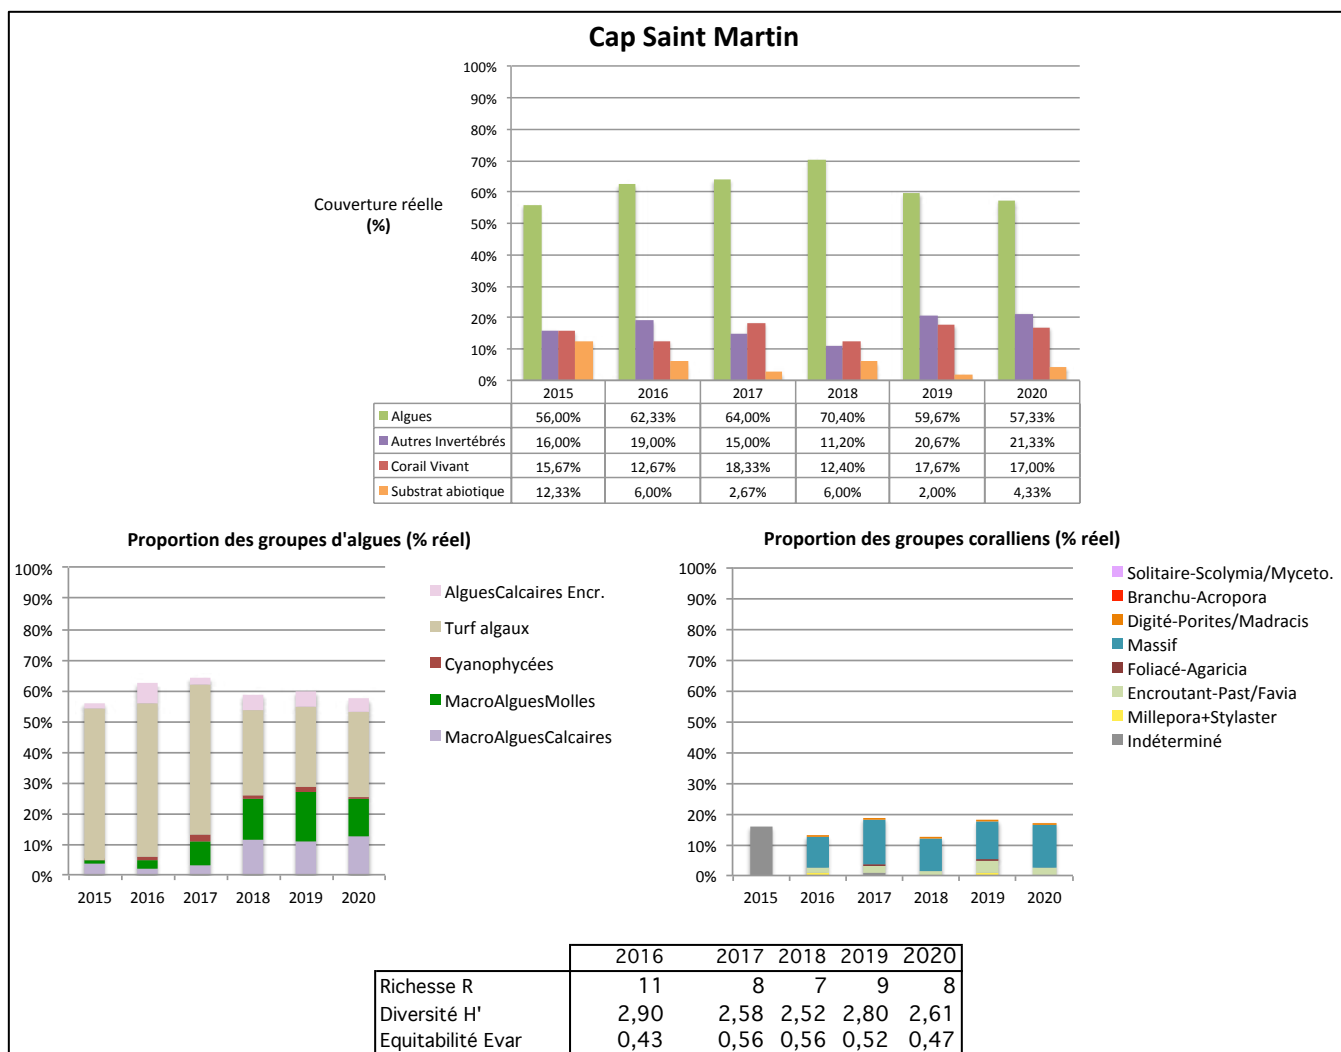 Cap Saint Martin
100%
90%
80%
70%
60%
50%
40%
30%
20%
10%
0%
Couverture réelle
(%)
2015 2016 2017 2018 2019 2020
Algues 56,00% 62,33% 64,00% 70,40% 59,67% 57,33%
Autres Invertébrés 16,00% 19,00% 15,00% 11,20% 20,67% 21,33%
Corail Vivant 15,67% 12,67% 18,33% 12,40% 17,67% 17,00%
Substrat abiotique 12,33% 6,00% 2,67% 6,00% 2,00% 4,33%
Proportion des groupes d'algues (% réel)
100%
90%
80%
70%
60%
50%
40%
30%
20%
10%
0%
2015 2016 2017 2018 2019 2020
AlguesCalcaires Encr.
Turf algaux
Cyanophycées
MacroAlguesMolles
MacroAlguesCalcaires
Proportion des groupes coralliens (% réel)
100%
90%
80%
70%
60%
50%
40%
30%
20%
10%
0%
2015 2016 2017 2018 2019 2020
Solitaire-Scolymia/Myceto.
Branchu-Acropora
Digité-Porites/Madracis
Massif
Foliacé-Agaricia
Encroutant-Past/Favia
Millepora+Stylaster
Indéterminé
2016 2017 2018 2019 2020
Richesse R 11 8 7 9 8
Diversité H' 2,90 2,58 2,52 2,80 2,61
Equitabilité Evar 0,43 0,56 0,56 0,52 0,47